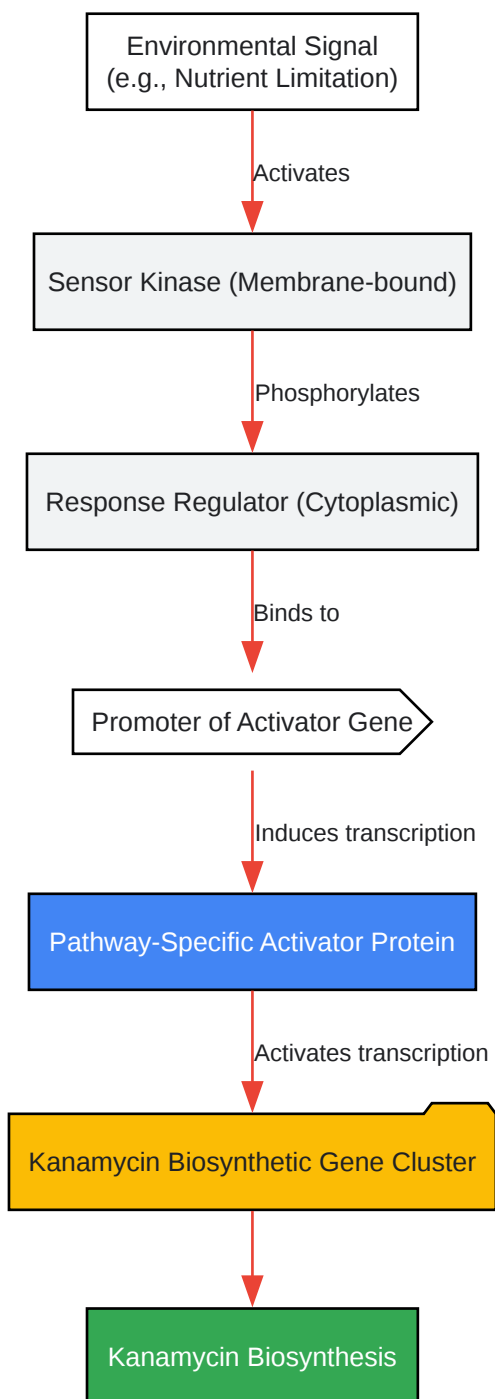 Environmental Signal
(e.g., Nutrient Limitation)
Activates
Sensor Kinase (Membrane-bound)
Phosphorylates
Response Regulator (Cytoplasmic)
Binds to
Promoter of Activator Gene
Induces transcription
Pathway-Specific Activator Protein
Activates transcription
Kanamycin Biosynthetic Gene Cluster
Kanamycin Biosynthesis